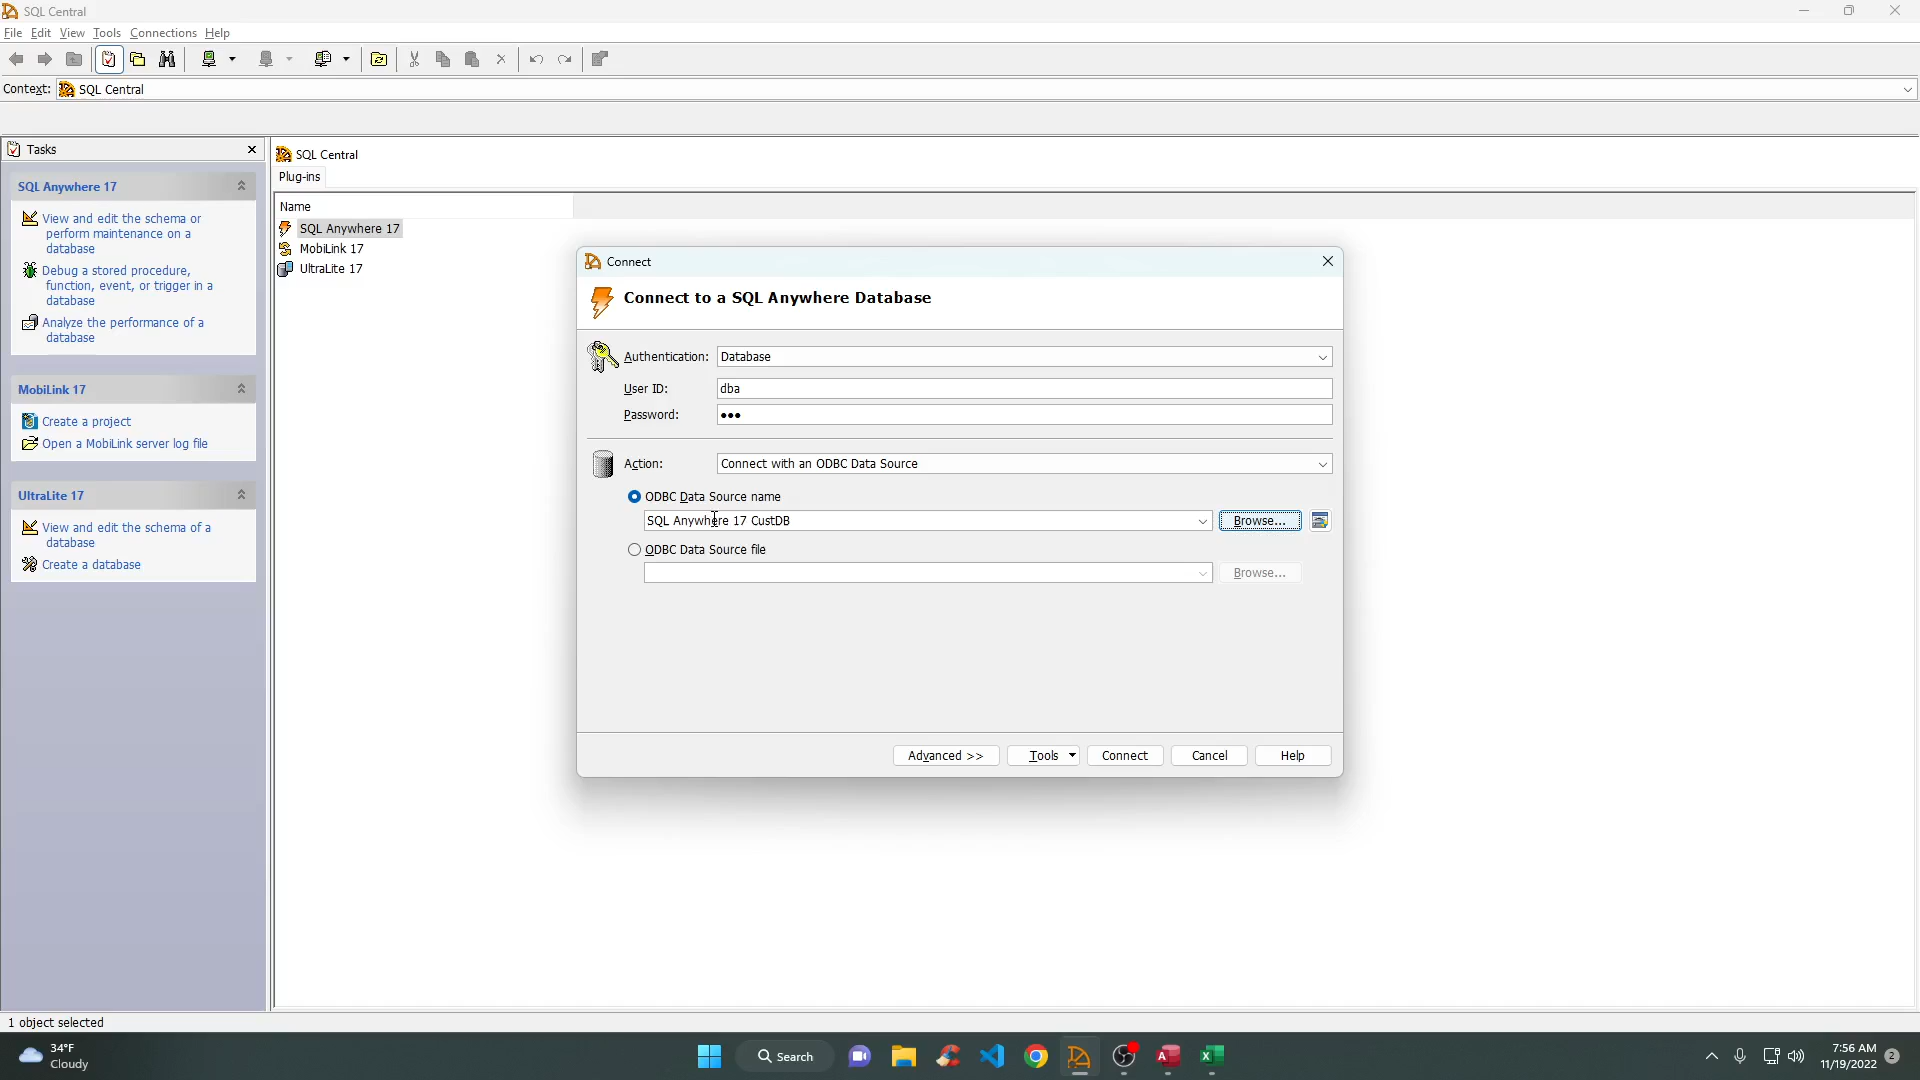 SQL Central
File Edit View Tools Connections Help
Context: SQL Central
Tasks
SQL Anywhere 17
View and edit the schema or
perform maintenance on a
database
Debug a stored procedure,
function, event, or trigger in a
database
Analyze the performance of a
database
MobiLink 17
Create a project
Open a MobiLink server log file
UltraLite 17
View and edit the schema of a
database
Create a database
SQL Central
Plug-ins
Name
SQL Anywhere 17
MobiLink 17
UltraLite 17
Connect
Connect to a SQL Anywhere Database
Authentication: Database
User ID: dba
Password: •••
Action: Connect with an ODBC Data Source
ODBC Data Source name
SQL Anywhere 17 CustDB Browse...
ODBC Data Source file
Browse...
Advanced >> Tools Connect Cancel Help
1 object selected
34°F
Cloudy
Search
7:56 AM
11/19/2022
2